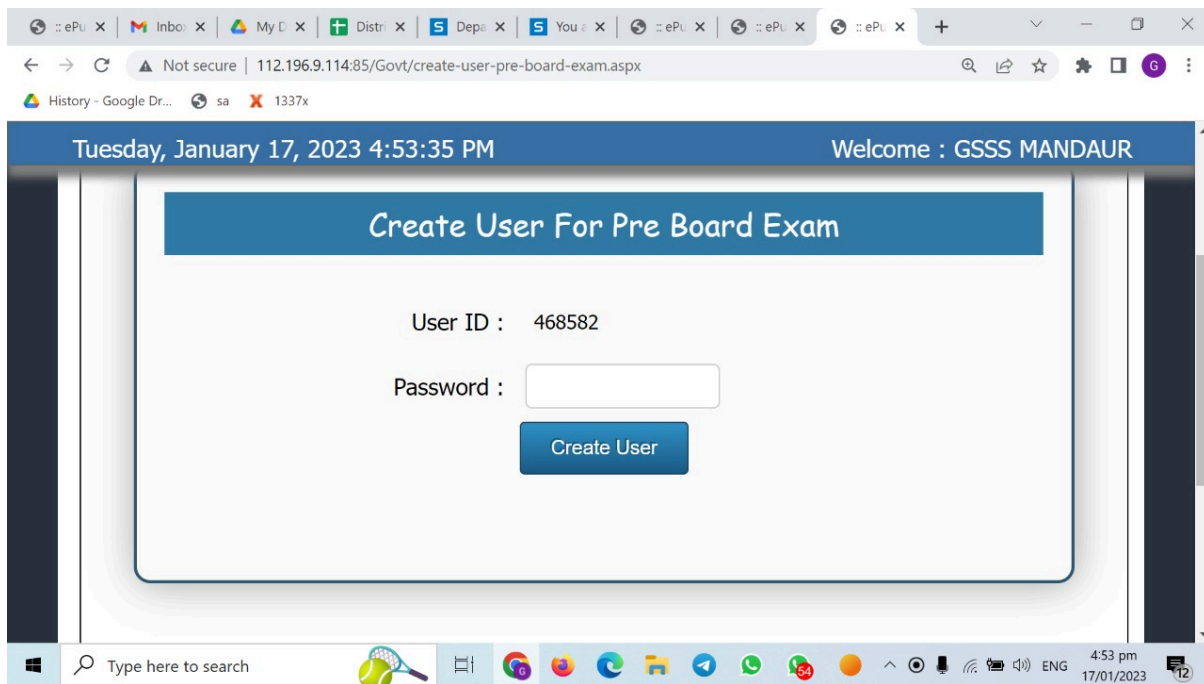 :: ePu
Inbo
My D
Distri
Depa
You a
:: ePu
:: ePu
:: ePu
Not secure | 112.196.9.114:85/Govt/create-user-pre-board-exam.aspx
G
History - Google Dr...
sa
1337x
Tuesday, January 17, 2023 4:53:35 PM
Welcome : GSSS MANDAUR
Create User For Pre Board Exam
User ID : 468582
Password :
Create User
Type here to search
G
54
ENG
4:53 pm
17/01/2023
12